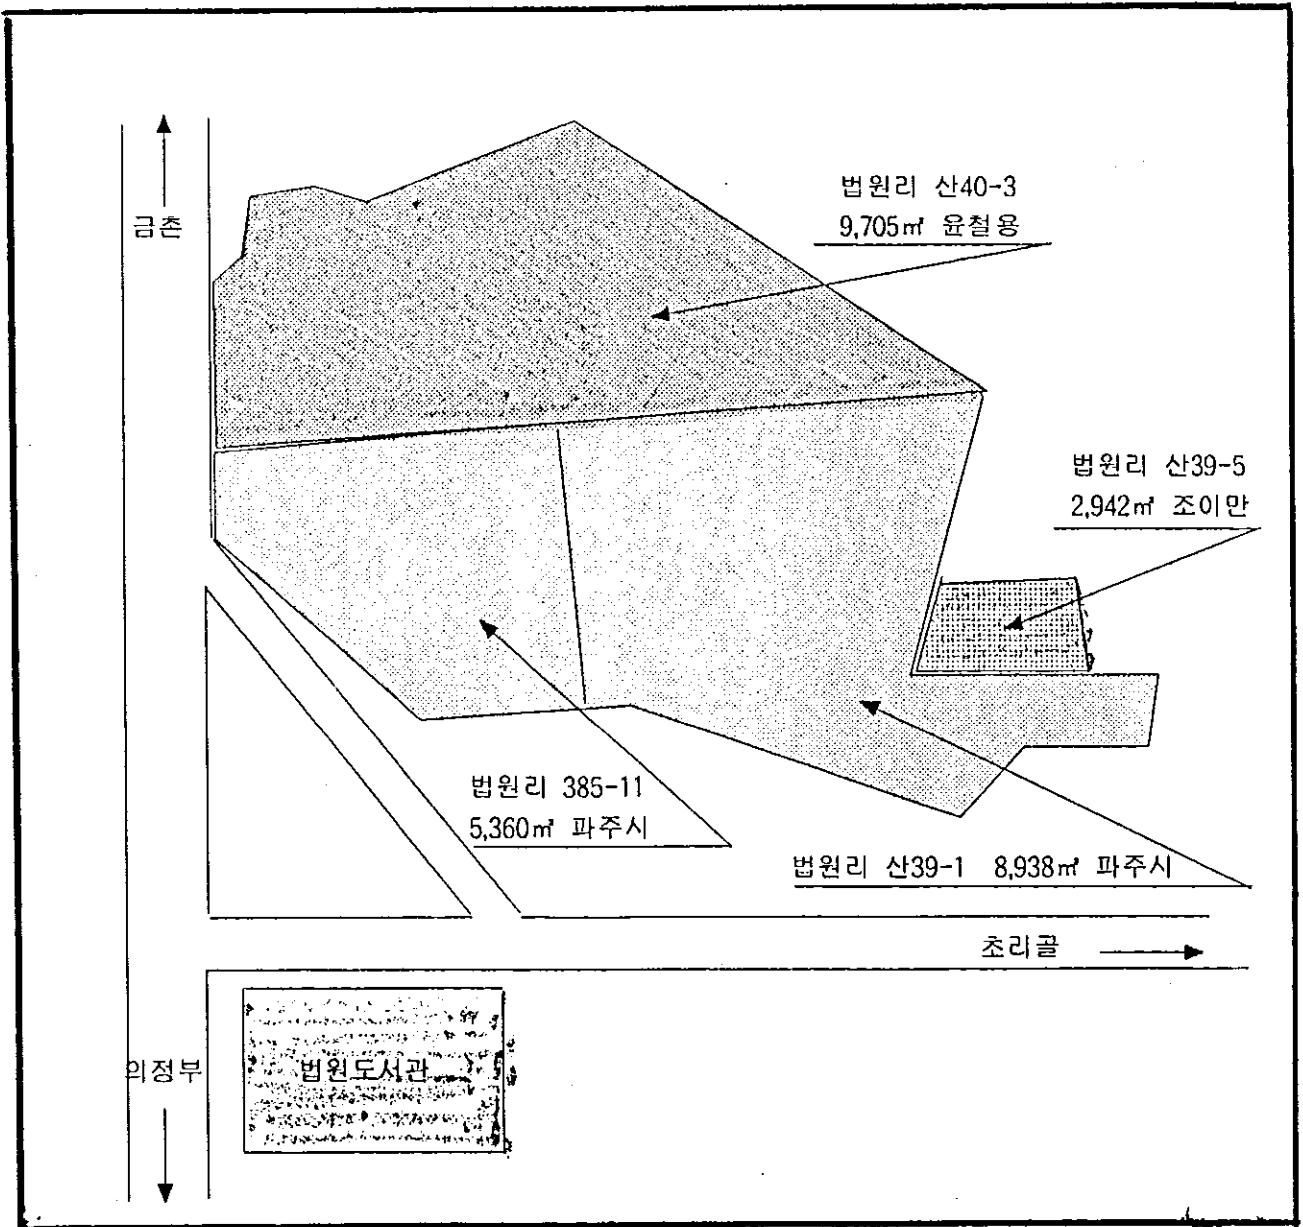 법원리 산40-3
9,705㎡ 윤철용
금촌
법원리 산39-5
2,942㎡ 조이만
법원리 385-11
5,360㎡ 파주시
법원리 산39-1 8,938㎡ 파주시
초리골
의정부
법원도서관